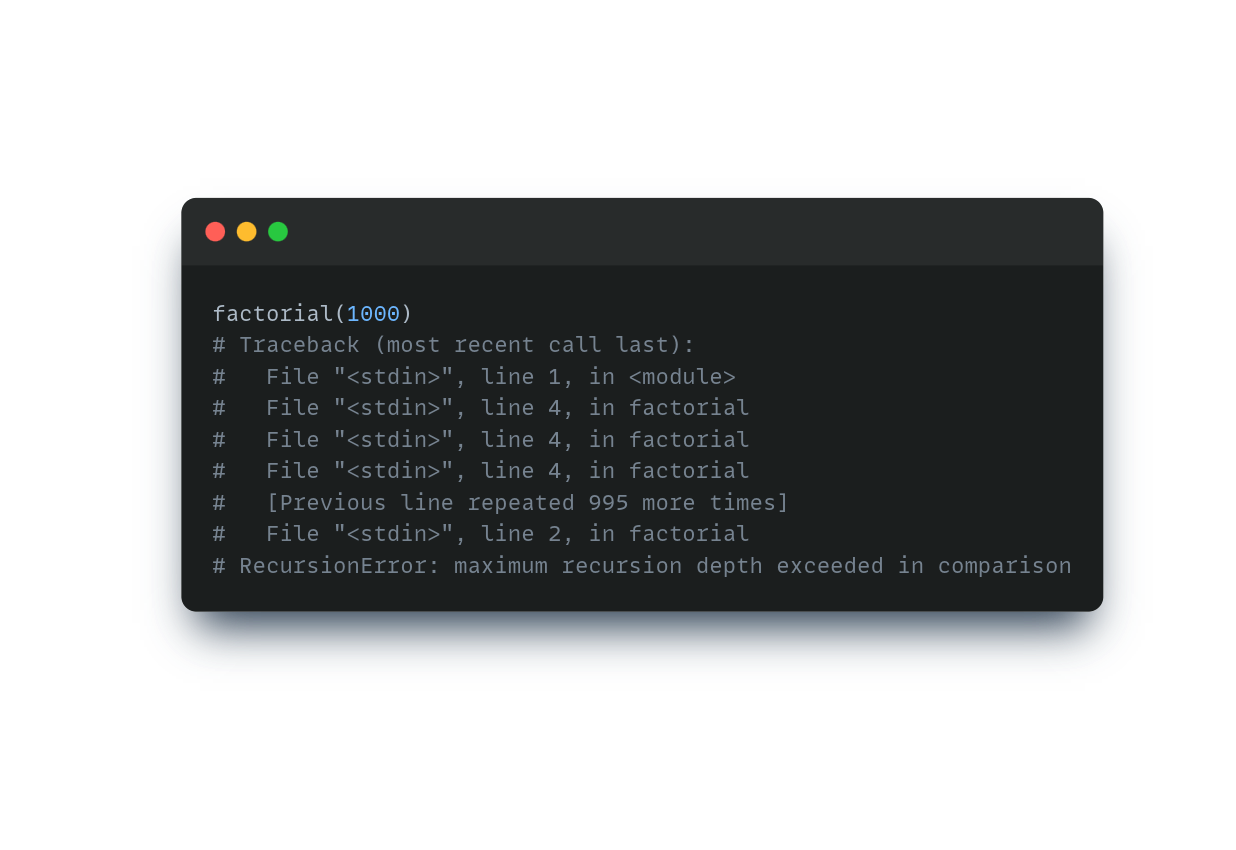 factorial(1000)
# Traceback (most recent call last):
#   File "<stdin>", line 1, in <module>
#   File "<stdin>", line 4, in factorial
#   File "<stdin>", line 4, in factorial
#   File "<stdin>", line 4, in factorial
#   [Previous line repeated 995 more times]
#   File "<stdin>", line 2, in factorial
# RecursionError: maximum recursion depth exceeded in comparison